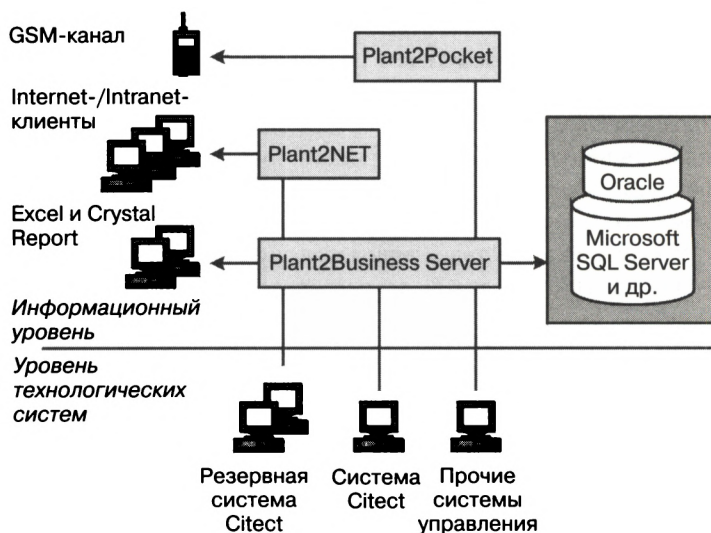 GSM-канал
Plant2Pocket
Internet-/Intranet-
клиенты
Plant2NET
Excel и Crystal
Report
Plant2Business Server
Oracle
Microsoft
SQL Server
и др.
Информационный
уровень
Уровень
технологических
систем
Резервная
система
Citect
Система
Citect
Прочие
системы
управления